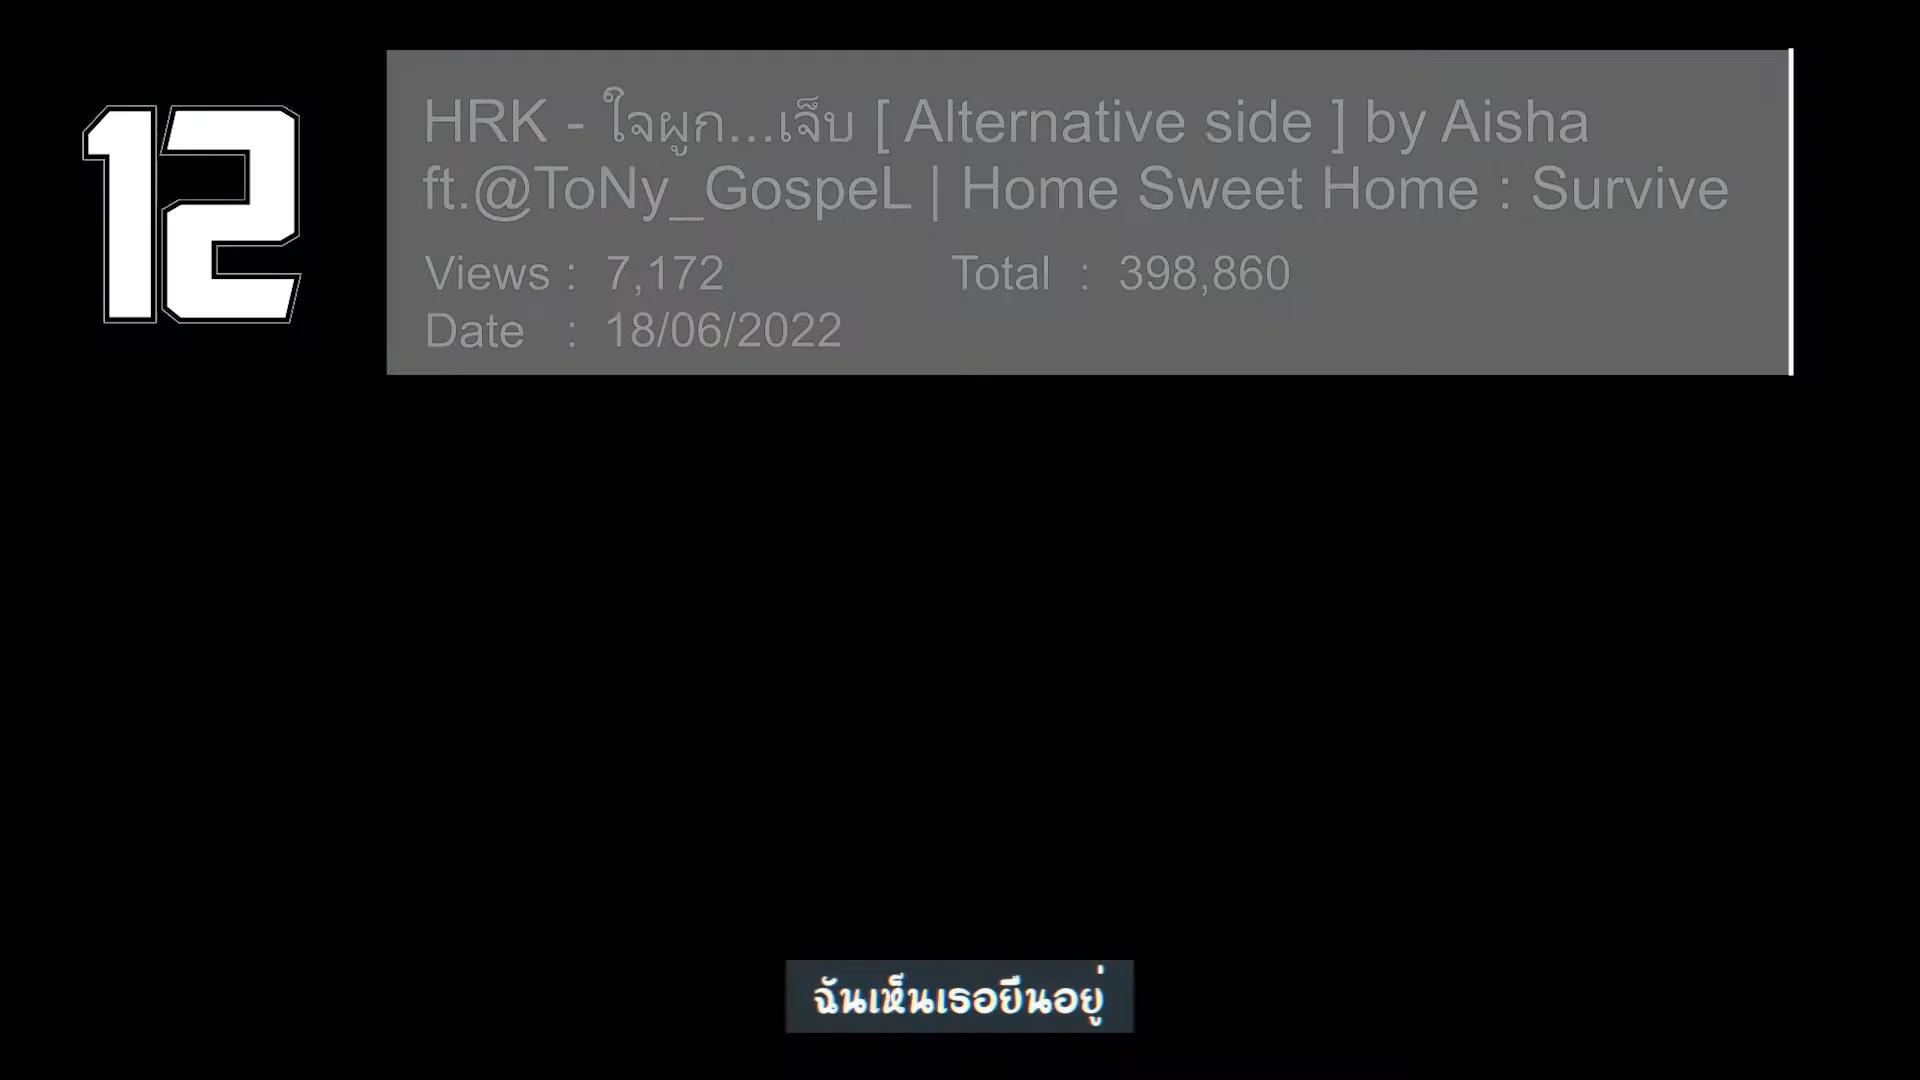 12
HRK - ใจผูก...เจ็บ [ Alternative side ] by Aisha
ft.@ToNy_GospeL | Home Sweet Home : Survive
Views : 7,172 Total : 398,860
Date : 18/06/2022
ฉันเห็นเธอยืนอยู่